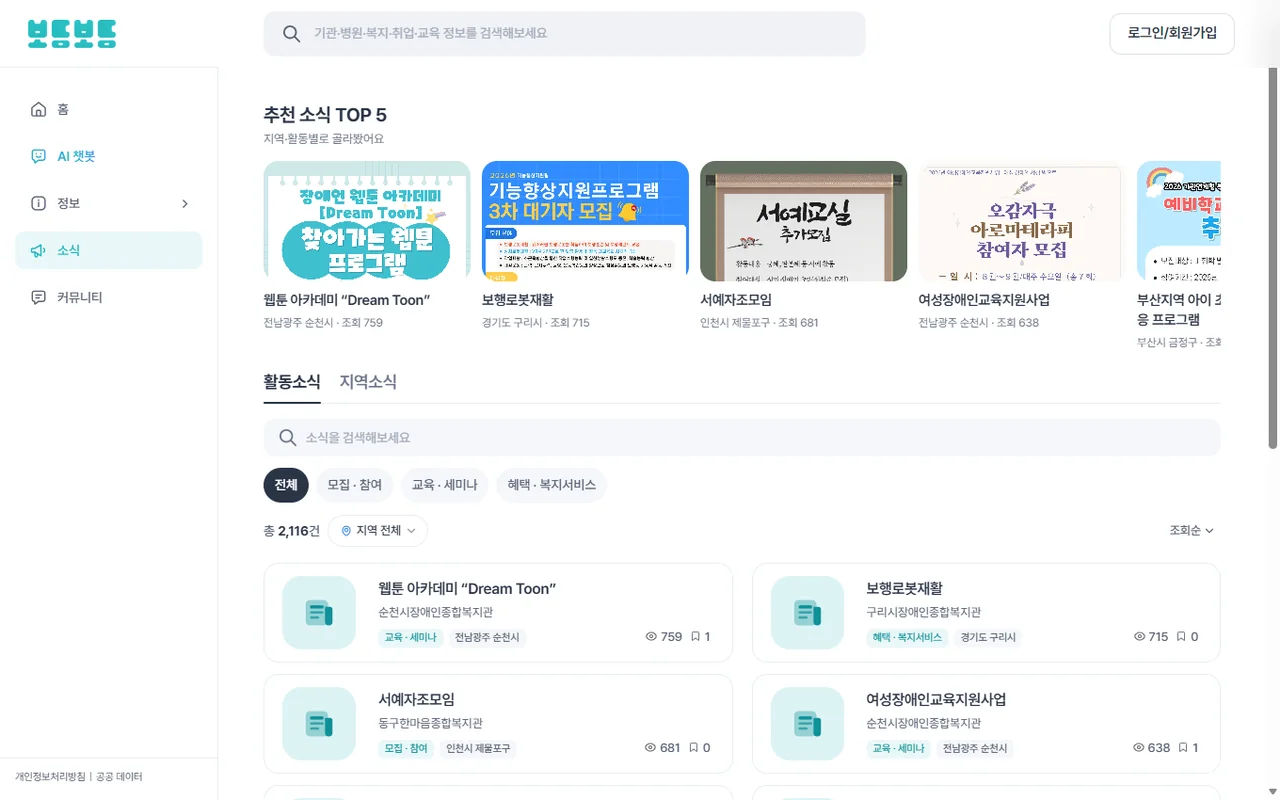 보통보통
기관·병원·복지·취업·교육 정보를 검색해보세요
로그인/회원가입
홈
AI 챗봇
정보
소식
커뮤니티
개인정보처리방침 | 공공 데이터
추천 소식 TOP 5
지역·활동별로 골라봤어요
장애인 웹툰 아카데미
[Dream Toon]
찾아가는 웹툰
프로그램
웹툰 아카데미 “Dream Toon”
전남광주 순천시 · 조회 759
2026년 기능향상지원
기능향상지원프로그램
3차 대기자 모집
보행로봇재활
경기도 구리시 · 조회 715
서예교실
추가모집
서예자조모임
인천시 제물포구 · 조회 681
오감자극
아로마테라피
참여자 모집
여성장애인교육지원사업
전남광주 순천시 · 조회 638
부산지역 아이 초
응 프로그램
부산시 금정구 · 조회
활동소식
지역소식
소식을 검색해보세요
전체
모집 · 참여
교육 · 세미나
혜택 · 복지서비스
총 2,116건
지역 전체
조회순
웹툰 아카데미 “Dream Toon”
순천시장애인종합복지관
교육 · 세미나
전남광주 순천시
759
1
보행로봇재활
구리시장애인종합복지관
혜택 · 복지서비스
경기도 구리시
715
0
서예자조모임
동구한마음종합복지관
모집 · 참여
인천시 제물포구
681
0
여성장애인교육지원사업
순천시장애인종합복지관
교육 · 세미나
전남광주 순천시
638
1